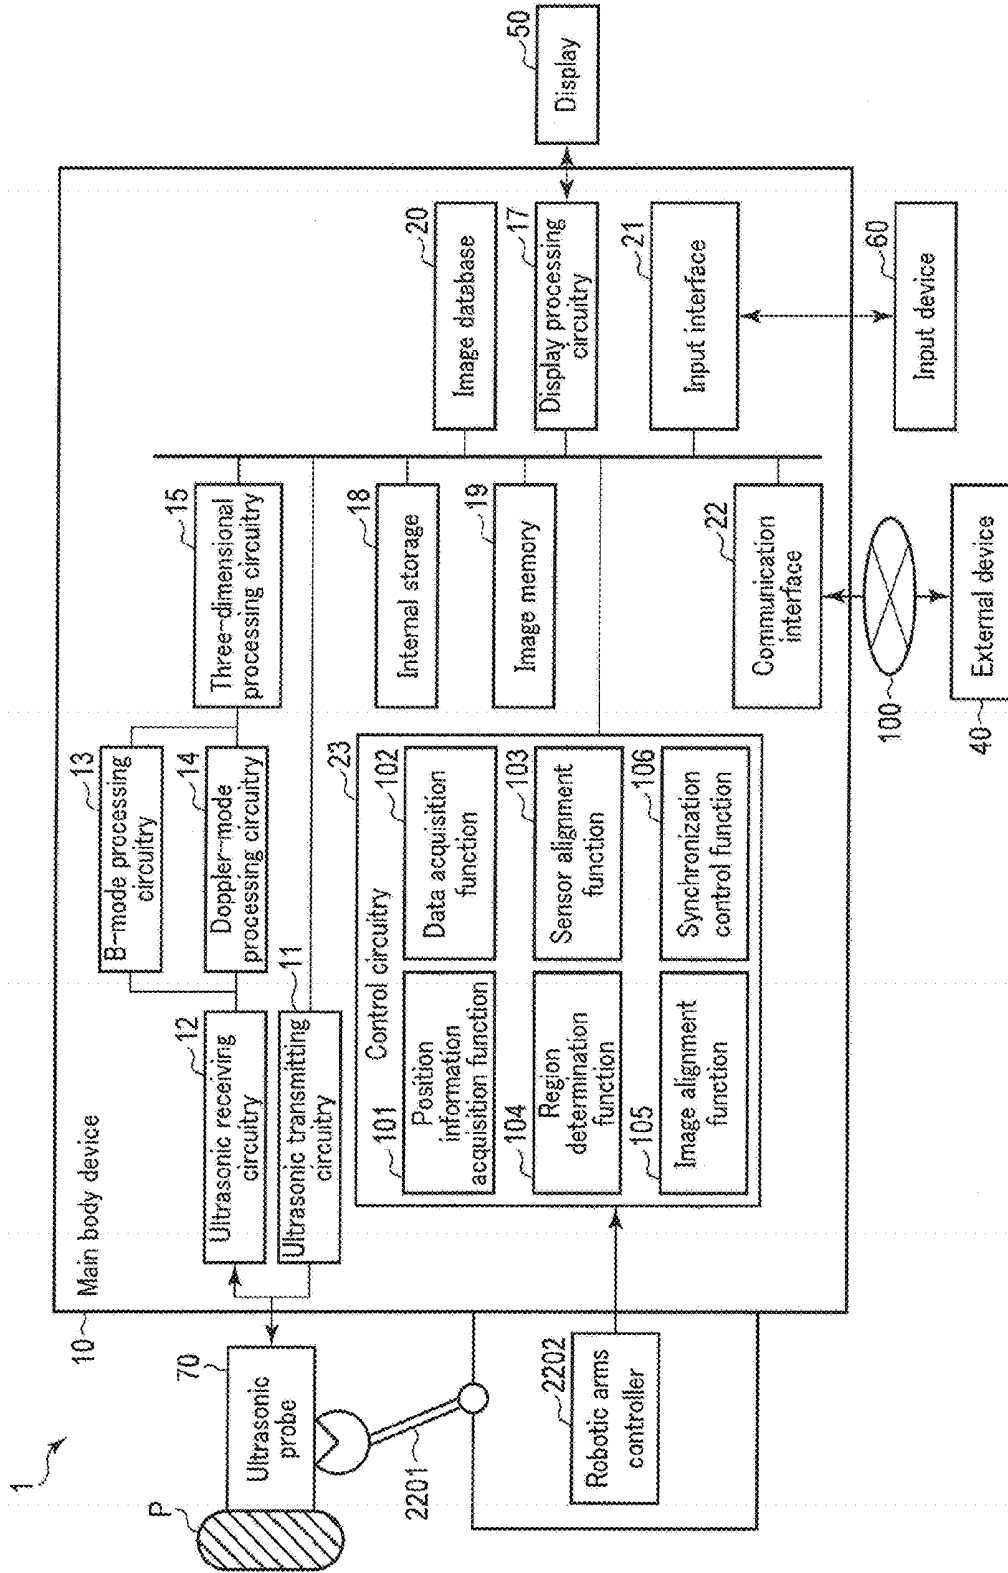 1
P
70
Ultrasonic
probe
2201
2202
Robotic arms
controller
10
Main body device
12
Ultrasonic receiving
circuitry
11
Ultrasonic transmitting
circuitry
13
B-mode processing
circuitry
14
Doppler-mode
processing circuitry
15
Three-dimensional
processing circuitry
23
Control circuitry
101
Position
information
acquisition function
102
Data acquisition
function
104
Region
determination
function
103
Sensor alignment
function
105
Image alignment
function
106
Synchronization
control function
18
Internal storage
19
Image memory
22
Communication
interface
20
Image database
17
Display processing
circuitry
21
Input interface
50
Display
60
Input device
100
40
External device